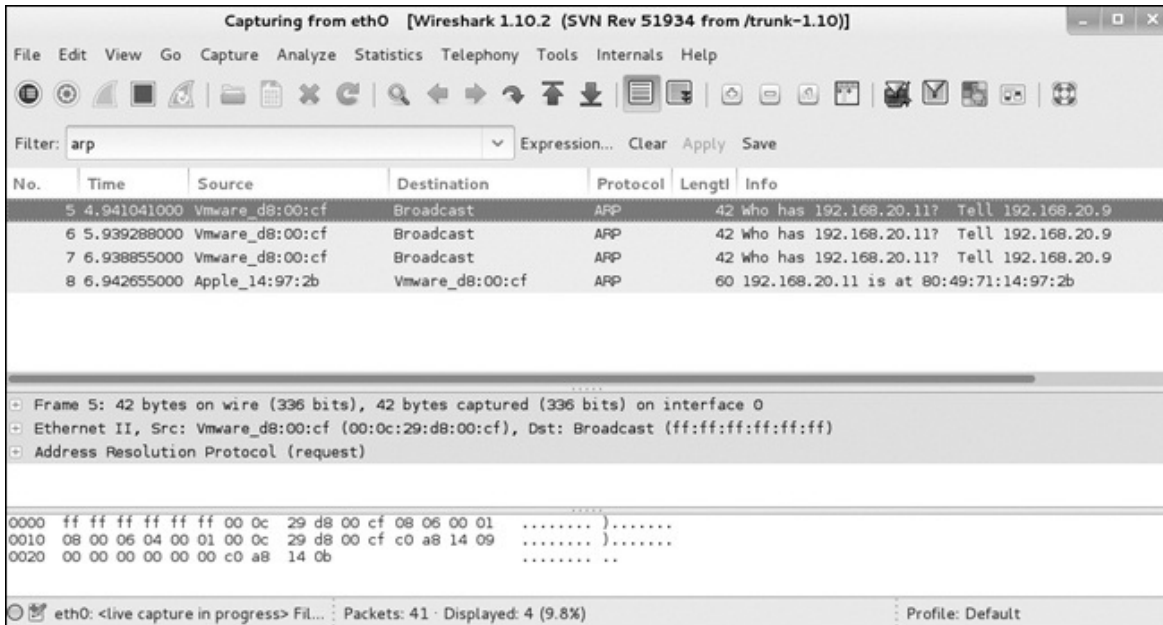 Capturing from eth0 [Wireshark 1.10.2 (SVN Rev 51934 from /trunk-1.10)]
File Edit View Go Capture Analyze Statistics Telephony Tools Internals Help
Filter: arp Expression... Clear Apply Save
No. Time Source Destination Protocol Lengtl Info
5 4.941041000 Vmware_d8:00:cf Broadcast ARP 42 Who has 192.168.20.11? Tell 192.168.20.9
6 5.939288000 Vmware_d8:00:cf Broadcast ARP 42 Who has 192.168.20.11? Tell 192.168.20.9
7 6.938855000 Vmware_d8:00:cf Broadcast ARP 42 Who has 192.168.20.11? Tell 192.168.20.9
8 6.942655000 Apple_14:97:2b Vmware_d8:00:cf ARP 60 192.168.20.11 is at 80:49:71:14:97:2b
Frame 5: 42 bytes on wire (336 bits), 42 bytes captured (336 bits) on interface 0
Ethernet II, Src: Vmware_d8:00:cf (00:0c:29:d8:00:cf), Dst: Broadcast (ff:ff:ff:ff:ff:ff)
Address Resolution Protocol (request)
0000 ff ff ff ff ff ff 00 0c 29 d8 00 cf 08 06 00 01 ........ ).......
0010 08 00 06 04 00 01 00 0c 29 d8 00 cf c0 a8 14 09 ........ ).......
0020 00 00 00 00 00 00 c0 a8 14 0b ........ ..
eth0: <live capture in progress> Fil... Packets: 41 · Displayed: 4 (9.8%) Profile: Default